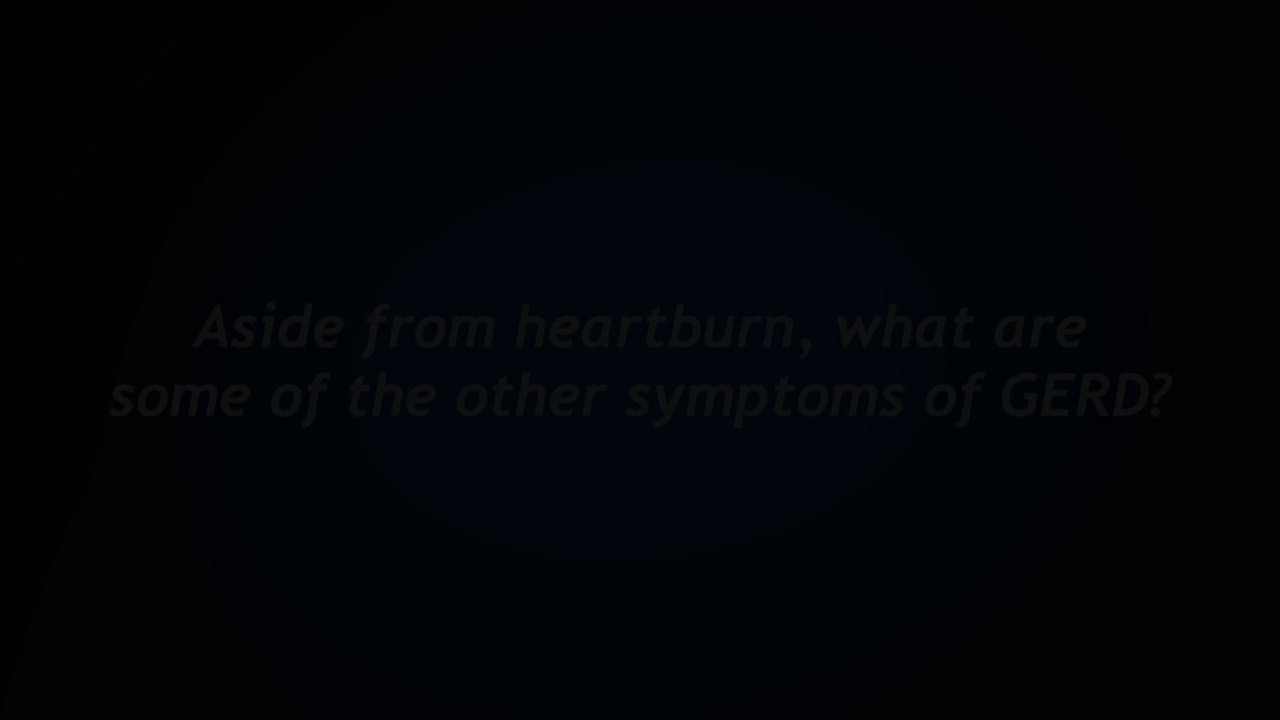 Aside from heartburn, what are
some of the other symptoms of GERD?